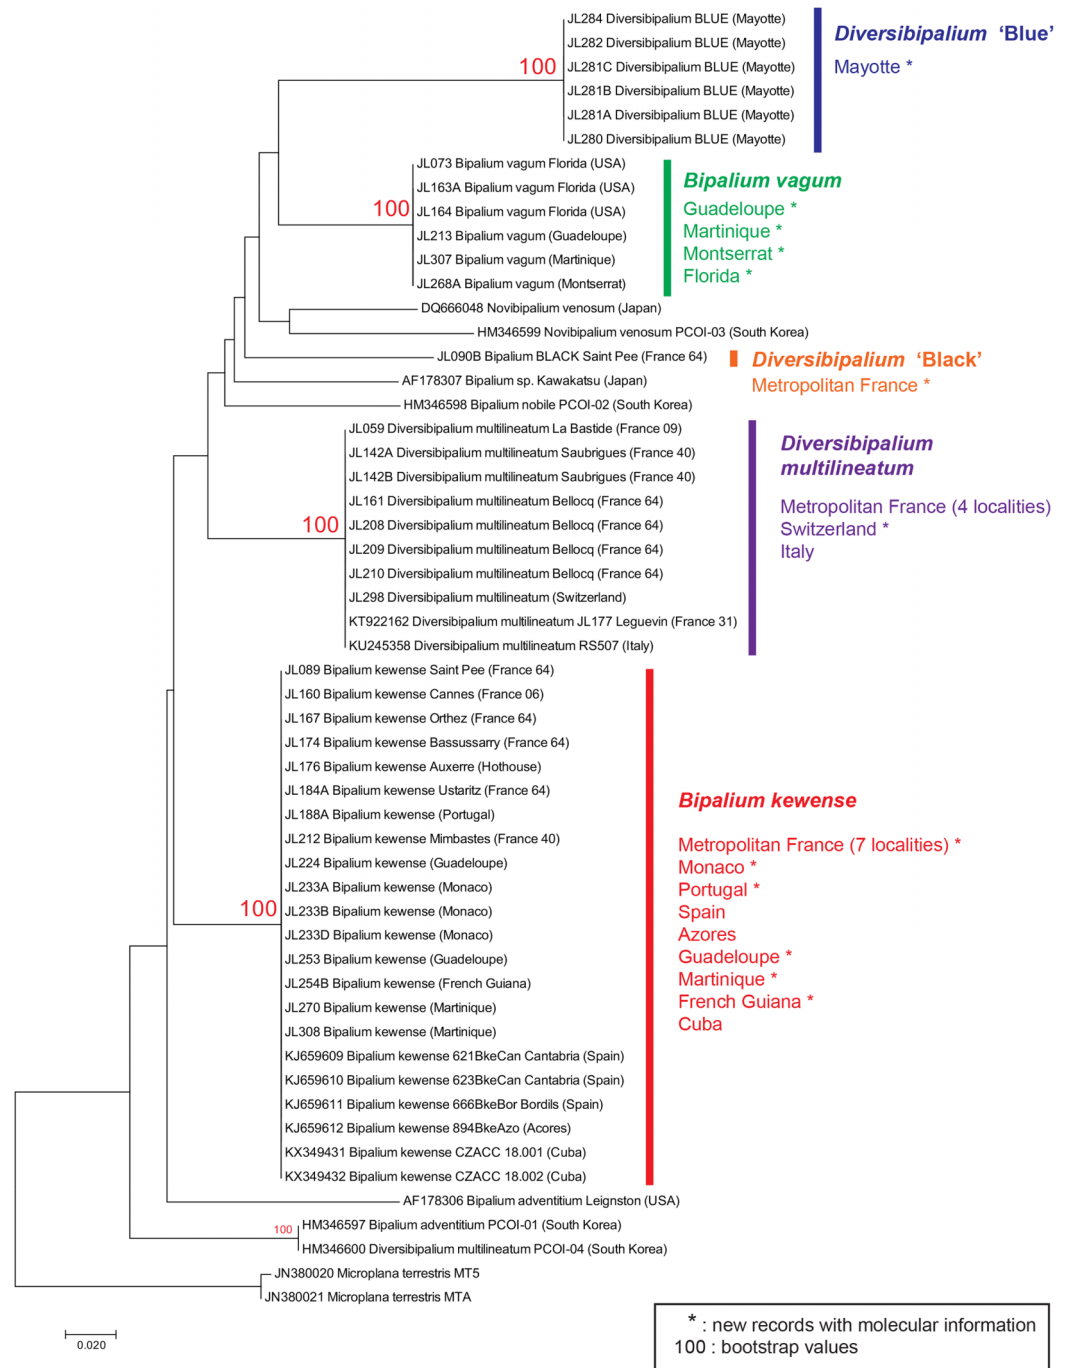 JL284 Diversibipalium BLUE (Mayotte)
JL282 Diversibipalium BLUE (Mayotte)
100
JL281C Diversibipalium BLUE (Mayotte)
JL281B Diversibipalium BLUE (Mayotte)
JL281A Diversibipalium BLUE (Mayotte)
JL280 Diversibipalium BLUE (Mayotte)
Diversibipalium ‘Blue’
Mayotte *
JL073 Bipalium vagum Florida (USA)
JL163A Bipalium vagum Florida (USA)
100
JL164 Bipalium vagum Florida (USA)
JL213 Bipalium vagum (Guadeloupe)
JL307 Bipalium vagum (Martinique)
JL268A Bipalium vagum (Montserrat)
Bipalium vagum
Guadeloupe *
Martinique *
Montserrat *
Florida *
DQ666048 Novibipalium venosum (Japan)
HM346599 Novibipalium venosum PCOI-03 (South Korea)
JL090B Bipalium BLACK Saint Pee (France 64)
Diversibipalium ‘Black’
Metropolitan France *
AF178307 Bipalium sp. Kawakatsu (Japan)
HM346598 Bipalium nobile PCOI-02 (South Korea)
JL059 Diversibipalium multilineatum La Bastide (France 09)
JL142A Diversibipalium multilineatum Saubrigues (France 40)
JL142B Diversibipalium multilineatum Saubrigues (France 40)
JL161 Diversibipalium multilineatum Bellocq (France 64)
100
JL208 Diversibipalium multilineatum Bellocq (France 64)
JL209 Diversibipalium multilineatum Bellocq (France 64)
JL210 Diversibipalium multilineatum Bellocq (France 64)
JL298 Diversibipalium multilineatum (Switzerland)
KT922162 Diversibipalium multilineatum JL177 Leguevin (France 31)
KU245358 Diversibipalium multilineatum RS507 (Italy)
Diversibipalium
multilineatum
Metropolitan France (4 localities)
Switzerland *
Italy
JL089 Bipalium kewense Saint Pee (France 64)
JL160 Bipalium kewense Cannes (France 06)
JL167 Bipalium kewense Orthez (France 64)
JL174 Bipalium kewense Bassussarry (France 64)
JL176 Bipalium kewense Auxerre (Hothouse)
JL184A Bipalium kewense Ustaritz (France 64)
JL188A Bipalium kewense (Portugal)
JL212 Bipalium kewense Mimbastes (France 40)
JL224 Bipalium kewense (Guadeloupe)
JL233A Bipalium kewense (Monaco)
100
JL233B Bipalium kewense (Monaco)
JL233D Bipalium kewense (Monaco)
JL253 Bipalium kewense (Guadeloupe)
JL254B Bipalium kewense (French Guiana)
JL270 Bipalium kewense (Martinique)
JL308 Bipalium kewense (Martinique)
KJ659609 Bipalium kewense 621BkeCan Cantabria (Spain)
KJ659610 Bipalium kewense 623BkeCan Cantabria (Spain)
KJ659611 Bipalium kewense 666BkeBor Bordils (Spain)
KJ659612 Bipalium kewense 894BkeAzo (Acores)
KX349431 Bipalium kewense CZACC 18.001 (Cuba)
KX349432 Bipalium kewense CZACC 18.002 (Cuba)
Bipalium kewense
Metropolitan France (7 localities) *
Monaco *
Portugal *
Spain
Azores
Guadeloupe *
Martinique *
French Guiana *
Cuba
AF178306 Bipalium adventitium Leignston (USA)
100
HM346597 Bipalium adventitium PCOI-01 (South Korea)
HM346600 Diversibipalium multilineatum PCOI-04 (South Korea)
JN380020 Microplana terrestris MT5
JN380021 Microplana terrestris MTA
0.020
* : new records with molecular information
100 : bootstrap values